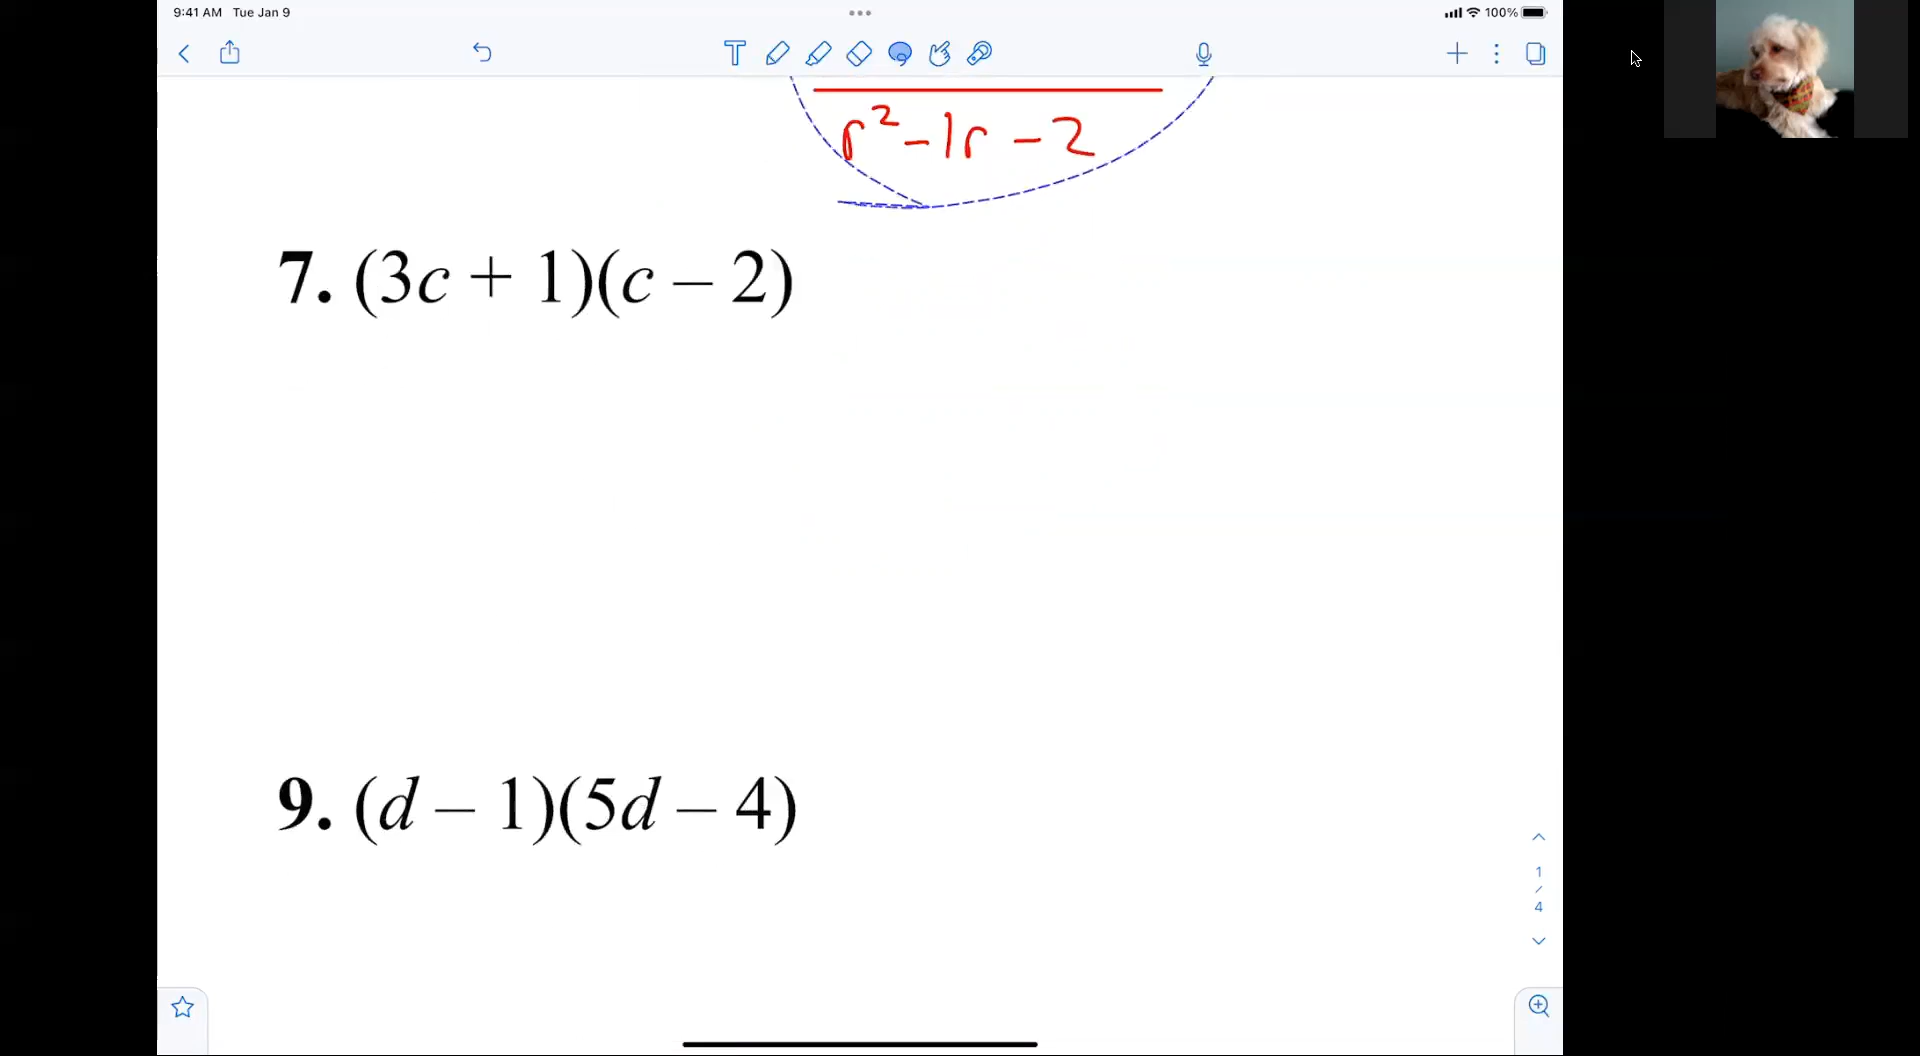 9:41 AM Tue Jan 9
100%
r² - 1r - 2
7. (3c + 1)(c – 2)
9. (d – 1)(5d – 4)
1
/
4